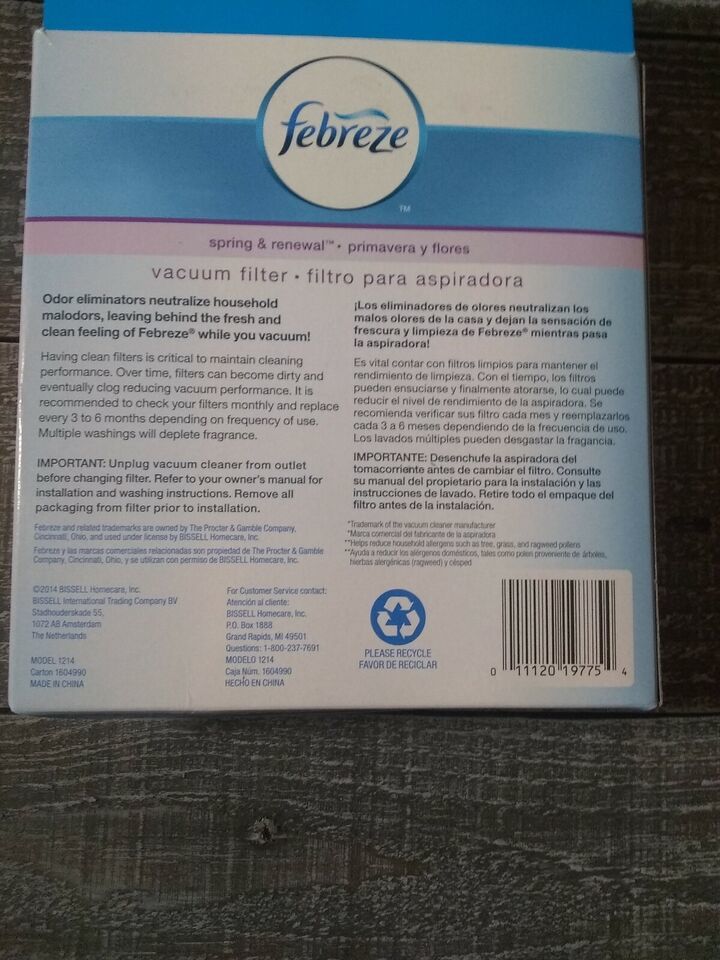 febreze
TM
spring & renewal™ • primavera y flores
vacuum filter • filtro para aspiradora
Odor eliminators neutralize household
malodors, leaving behind the fresh and
clean feeling of Febreze® while you vacuum!
Having clean filters is critical to maintain cleaning
performance. Over time, filters can become dirty and
eventually clog reducing vacuum performance. It is
recommended to check your filters monthly and replace
every 3 to 6 months depending on frequency of use.
Multiple washings will deplete fragrance.
IMPORTANT: Unplug vacuum cleaner from outlet
before changing filter. Refer to your owner's manual for
installation and washing instructions. Remove all
packaging from filter prior to installation.
Febreze and related trademarks are owned by The Procter & Gamble Company,
Cincinnati, Ohio, and used under license by BISSELL Homecare, Inc.
Febreze y las marcas comerciales relacionadas son propiedad de The Procter & Gamble
Company, Cincinnati, Ohio, y se utilizan con permiso de BISSELL Homecare, Inc.
¡Los eliminadores de olores neutralizan los
malos olores de la casa y dejan la sensación de
frescura y limpieza de Febreze® mientras pasa
la aspiradora!
Es vital contar con filtros limpios para mantener el
rendimiento de limpieza. Con el tiempo, los filtros
pueden ensuciarse y finalmente atorarse, lo cual puede
reducir el nivel de rendimiento de la aspiradora. Se
recomienda verificar sus filtro cada mes y reemplazarlos
cada 3 a 6 meses dependiendo de la frecuencia de uso.
Los lavados múltiples pueden desgastar la fragancia.
IMPORTANTE: Desenchufe la aspiradora del
tomacorriente antes de cambiar el filtro. Consulte
su manual del propietario para la instalación y las
instrucciones de lavado. Retire todo el empaque del
filtro antes de la instalación.
*Trademark of the vacuum cleaner manufacturer
*Marca comercial del fabricante de la aspiradora
**Helps reduce household allergens such as tree, grass, and ragweed pollens
**Ayuda a reducir los alérgenos domésticos, tales como polen proveniente de árboles,
hierbas alergénicas (ragweed) y césped
©2014 BISSELL Homecare, Inc.
BISSELL International Trading Company BV
Stadhouderskade 55,
1072 AB Amsterdam
The Netherlands
MODEL 1214
Carton 1604990
MADE IN CHINA
For Customer Service contact:
Atención al cliente:
BISSELL Homecare, Inc.
P.O. Box 1888
Grand Rapids, MI 49501
Questions: 1-800-237-7691
MODELO 1214
Caja Núm. 1604990
HECHO EN CHINA
PLEASE RECYCLE
FAVOR DE RECICLAR
0 11120 19775 4